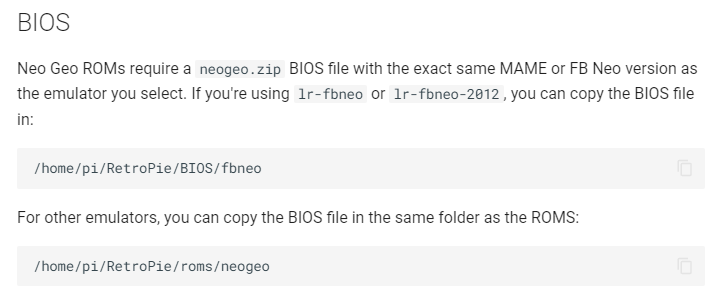 BIOS
Neo Geo ROMs require a neogeo.zip BIOS file with the exact same MAME or FB Neo version as
the emulator you select. If you're using lr-fbneo or lr-fbneo-2012, you can copy the BIOS file
in:
/home/pi/RetroPie/BIOS/fbneo
For other emulators, you can copy the BIOS file in the same folder as the ROMS:
/home/pi/RetroPie/roms/neogeo